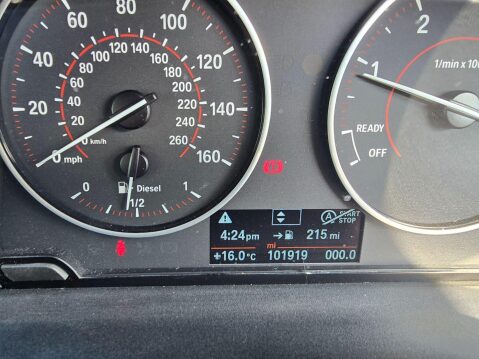 20
40
60
80
100
120
140
160
0 mph
0 km/h
20
40
60
80
100
120
140
160
180
200
220
240
260
0
1/2
1
Diesel
1
2
1/min x 10
READY
OFF
START
STOP
4:24pm
215 mi
mi
+16.0°C
101919
000.0